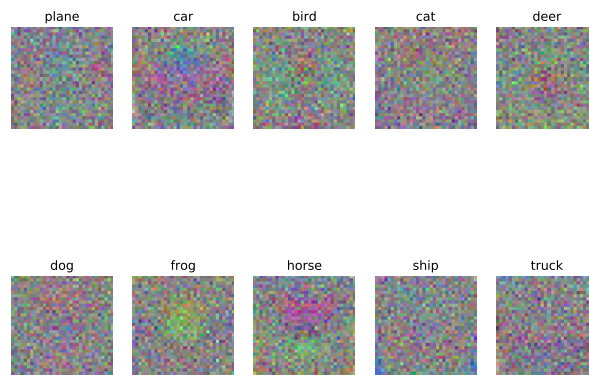 plane car bird cat deer
dog frog horse ship truck